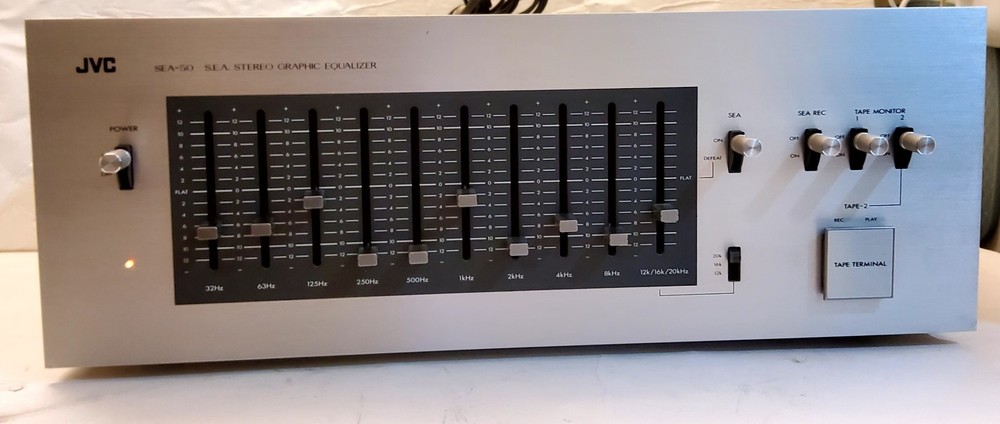 JVC
SEA-50 S.E.A. STEREO GRAPHIC EQUALIZER
POWER
SEA
SEA REC
TAPE MONITOR
1 2
ON
DEFEAT
OFF
ON
FLAT
FLAT
TAPE-2
REC PLAY
TAPE TERMINAL
20k
16k
12k
32Hz 63Hz 125Hz 250Hz 500Hz 1kHz 2kHz 4kHz 8kHz 12k/16k/20kHz